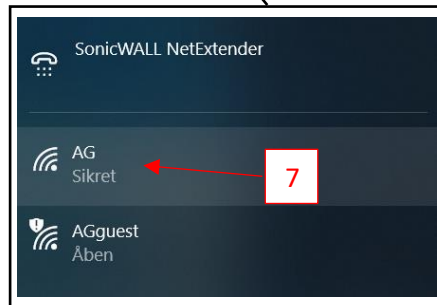 SonicWALL NetExtender
AG
Sikret
7
AGguest
Åben